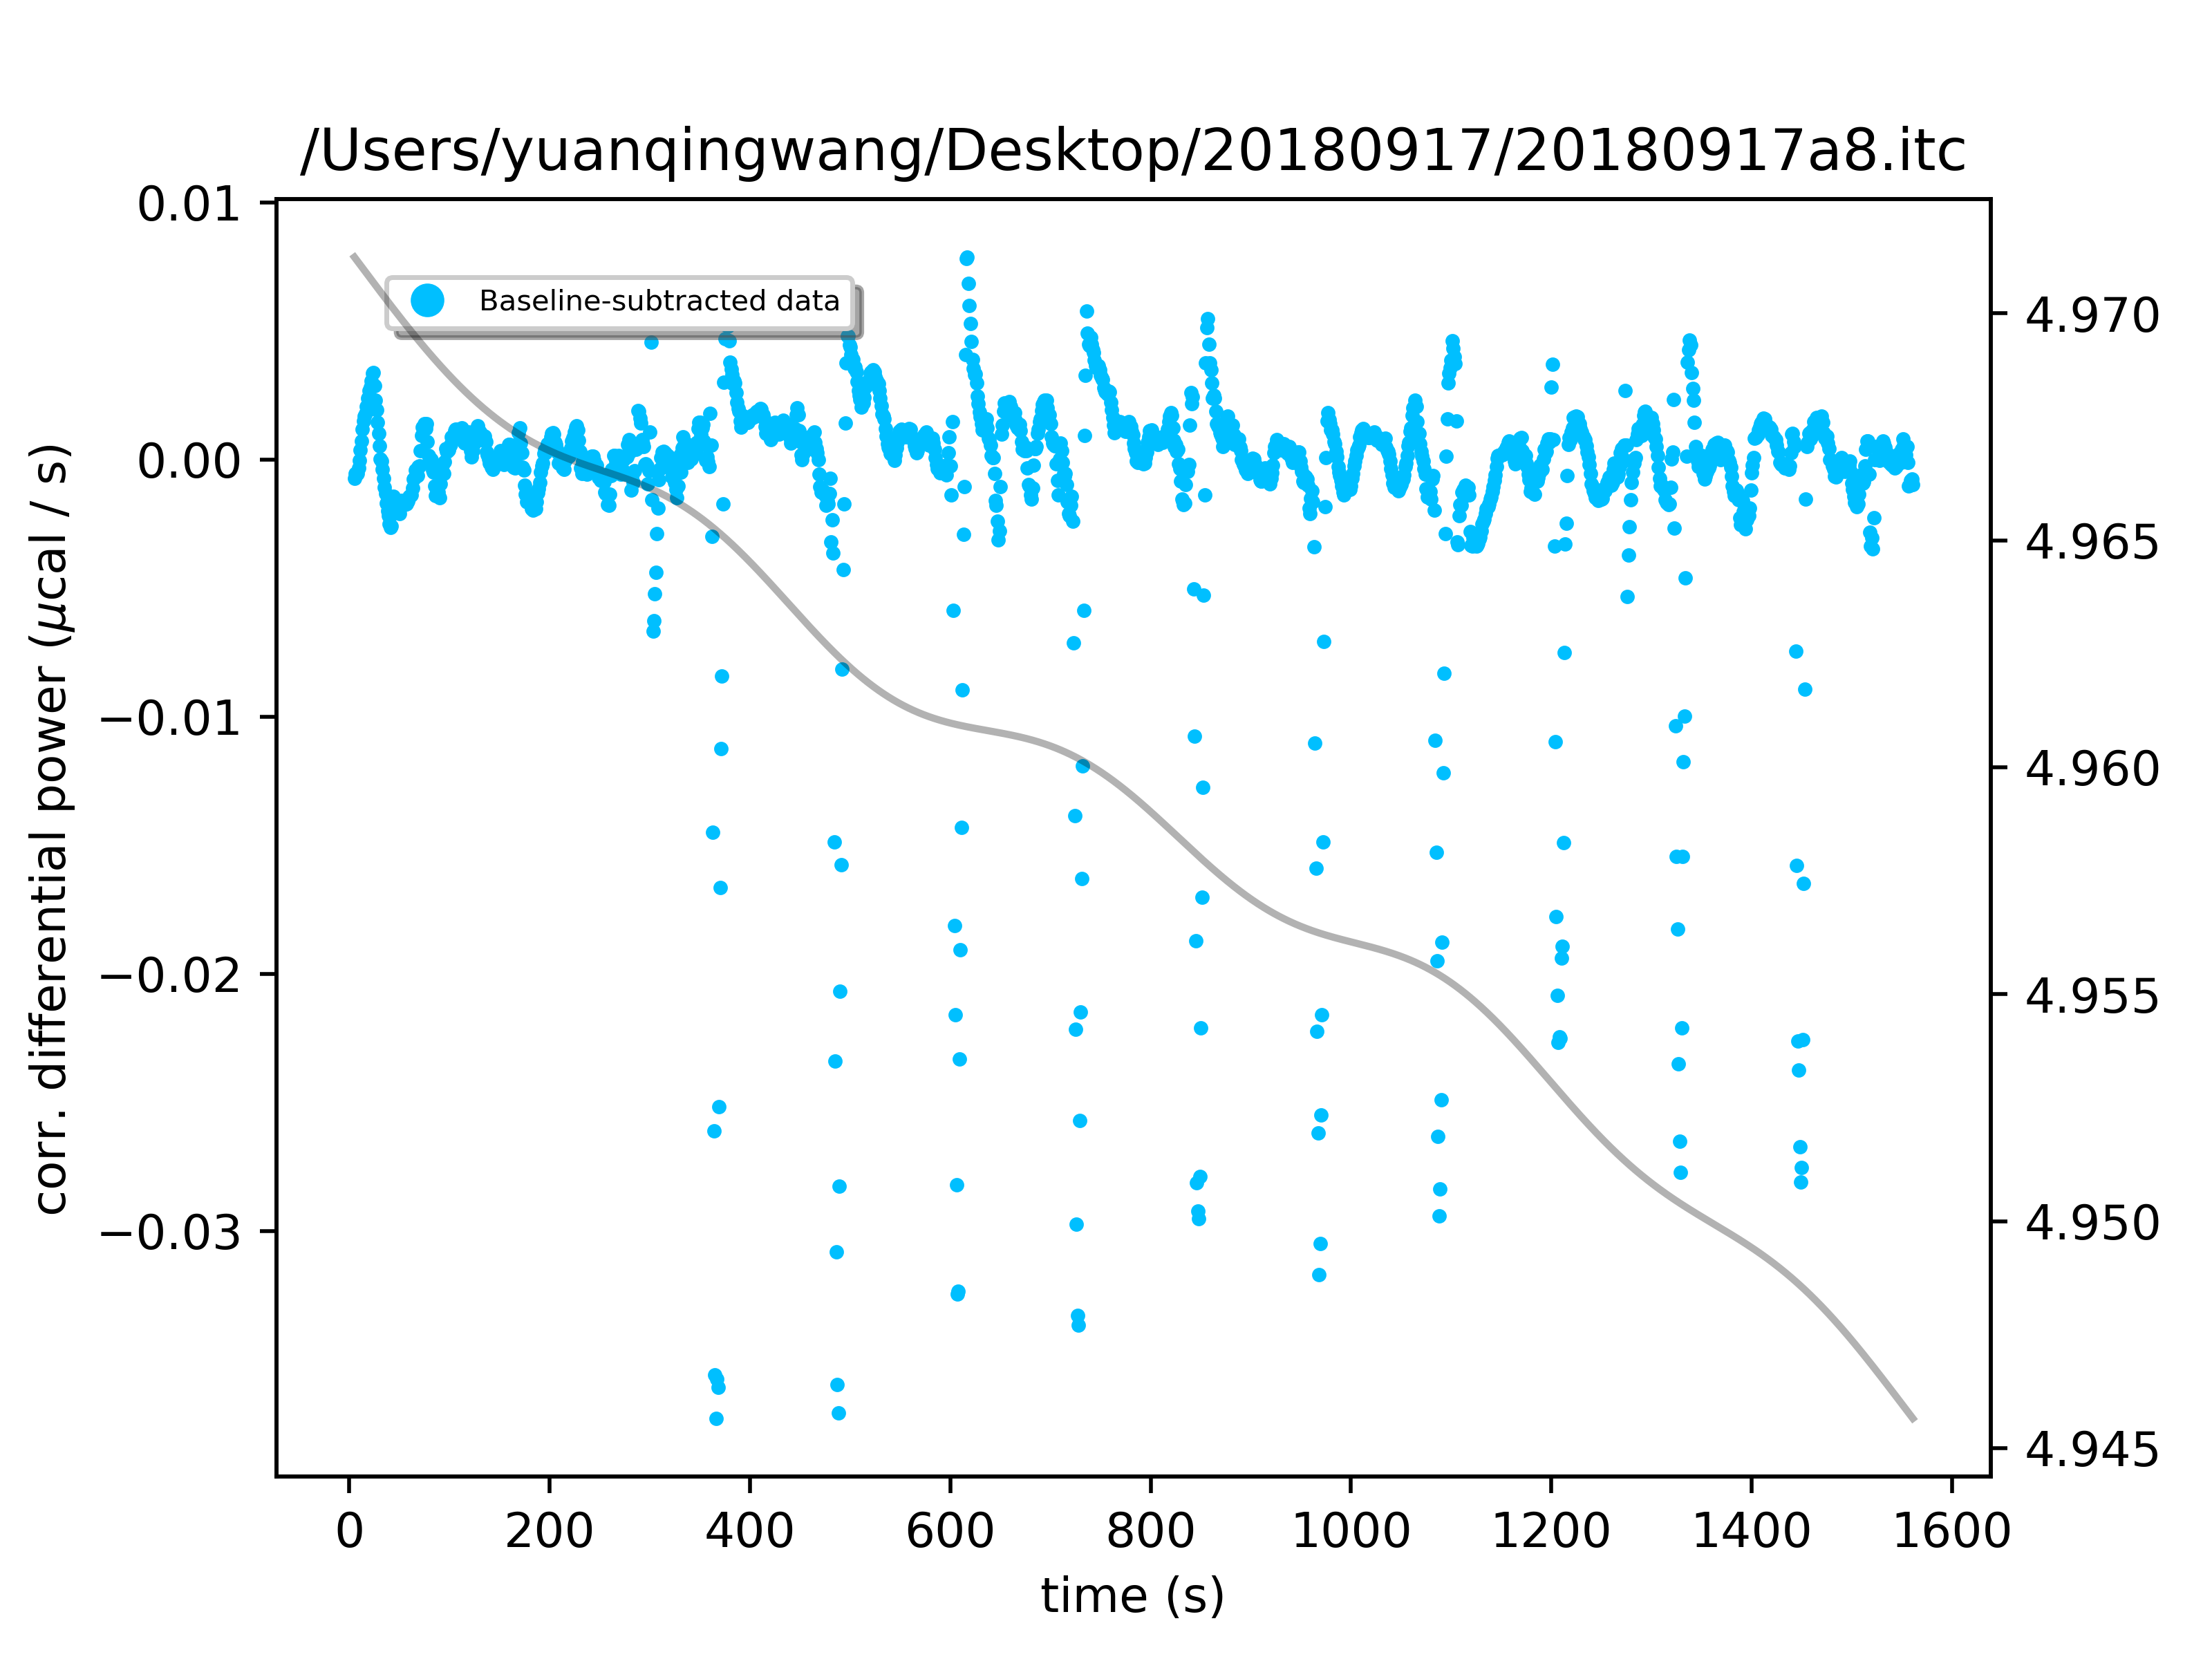 /Users/yuanqingwang/Desktop/20180917/20180917a8.itc
Baseline-subtracted data
corr. differential power (μcal / s)
0.01
0.00
−0.01
−0.02
−0.03
4.970
4.965
4.960
4.955
4.950
4.945
0 200 400 600 800 1000 1200 1400 1600
time (s)